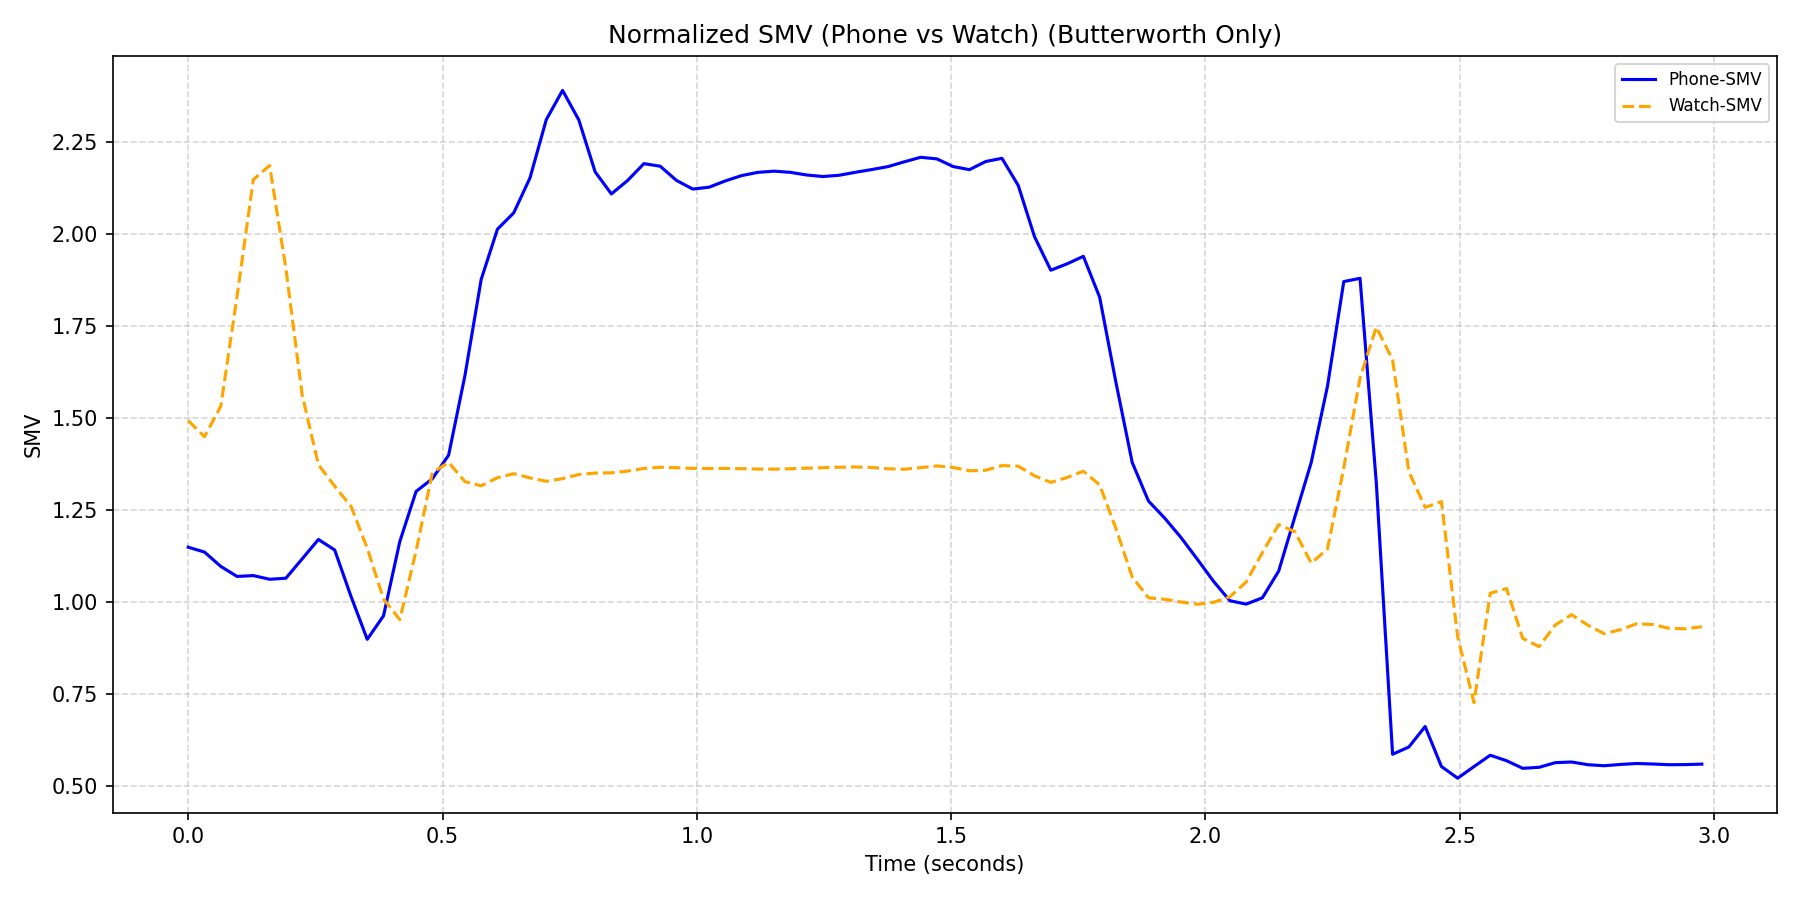 Normalized SMV (Phone vs Watch) (Butterworth Only)
Phone-SMV
Watch-SMV
SMV
2.25
2.00
1.75
1.50
1.25
1.00
0.75
0.50
0.0 0.5 1.0 1.5 2.0 2.5 3.0
Time (seconds)